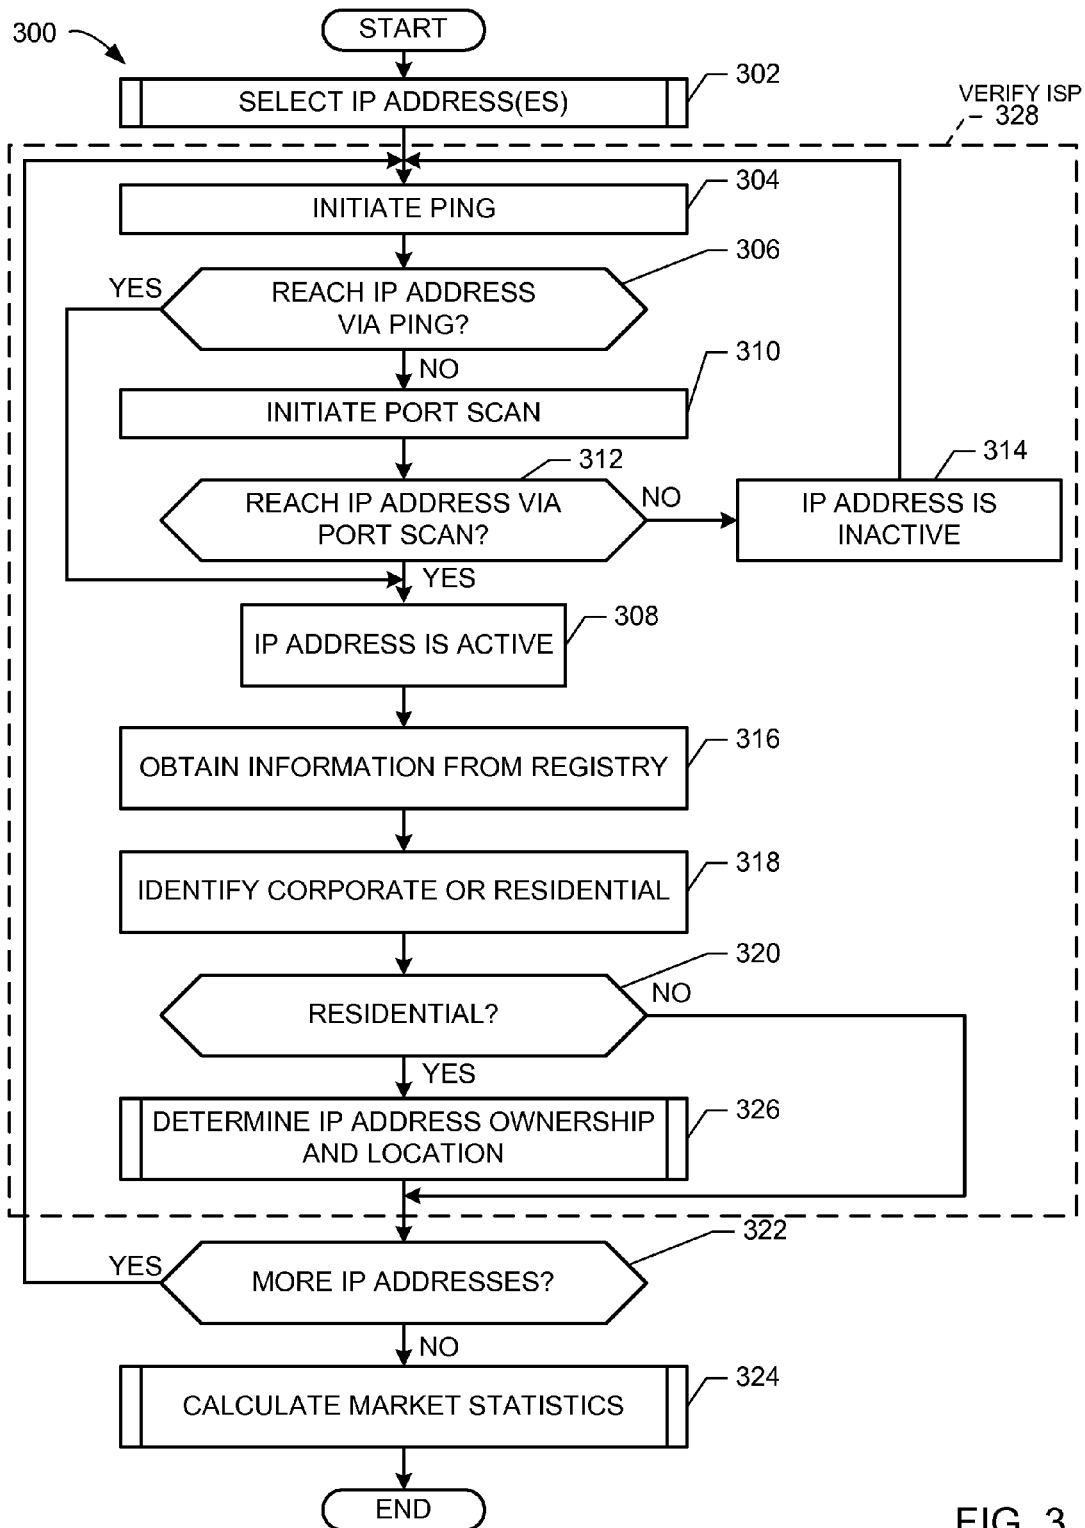 START
300
302
SELECT IP ADDRESS(ES)
VERIFY ISP
328
304
INITIATE PING
306
YES
REACH IP ADDRESS
VIA PING?
NO
310
INITIATE PORT SCAN
312
314
REACH IP ADDRESS VIA
PORT SCAN?
NO
IP ADDRESS IS
INACTIVE
YES
308
IP ADDRESS IS ACTIVE
316
OBTAIN INFORMATION FROM REGISTRY
318
IDENTIFY CORPORATE OR RESIDENTIAL
320
NO
RESIDENTIAL?
YES
326
DETERMINE IP ADDRESS OWNERSHIP
AND LOCATION
322
YES
MORE IP ADDRESSES?
NO
324
CALCULATE MARKET STATISTICS
END
FIG. 3